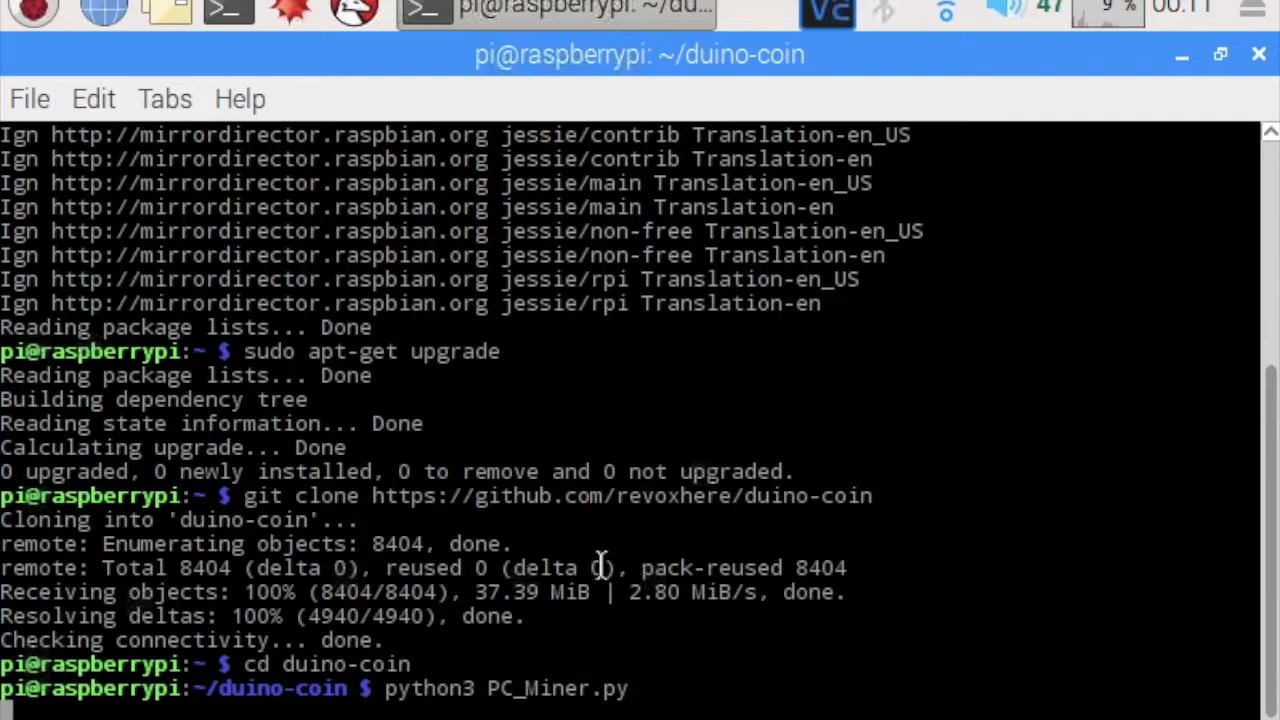 pi@raspberrypi: ~/du...
VC
47
9 %
00:11
pi@raspberrypi: ~/duino-coin
File Edit Tabs Help
Ign http://mirrordirector.raspbian.org jessie/contrib Translation-en_US
Ign http://mirrordirector.raspbian.org jessie/contrib Translation-en
Ign http://mirrordirector.raspbian.org jessie/main Translation-en_US
Ign http://mirrordirector.raspbian.org jessie/main Translation-en
Ign http://mirrordirector.raspbian.org jessie/non-free Translation-en_US
Ign http://mirrordirector.raspbian.org jessie/non-free Translation-en
Ign http://mirrordirector.raspbian.org jessie/rpi Translation-en_US
Ign http://mirrordirector.raspbian.org jessie/rpi Translation-en
Reading package lists... Done
pi@raspberrypi:~ $ sudo apt-get upgrade
Reading package lists... Done
Building dependency tree
Reading state information... Done
Calculating upgrade... Done
0 upgraded, 0 newly installed, 0 to remove and 0 not upgraded.
pi@raspberrypi:~ $ git clone https://github.com/revoxhere/duino-coin
Cloning into 'duino-coin'...
remote: Enumerating objects: 8404, done.
remote: Total 8404 (delta 0), reused 0 (delta 0), pack-reused 8404
Receiving objects: 100% (8404/8404), 37.39 MiB | 2.80 MiB/s, done.
Resolving deltas: 100% (4940/4940), done.
Checking connectivity... done.
pi@raspberrypi:~ $ cd duino-coin
pi@raspberrypi:~/duino-coin $ python3 PC_Miner.py